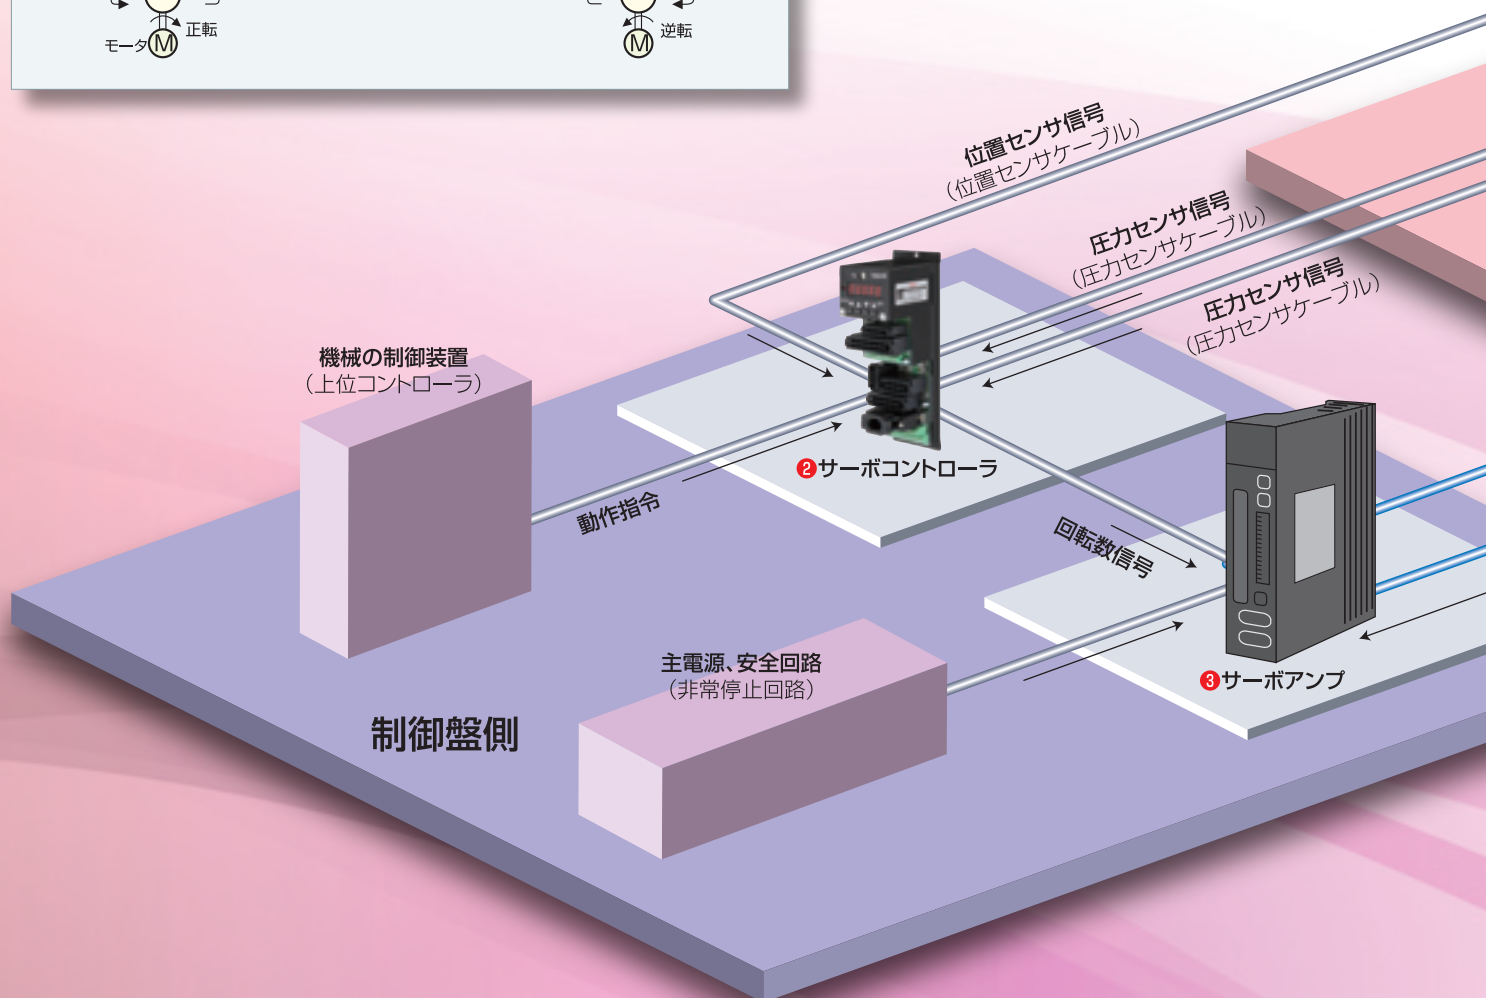 正転
モータ M
逆転
M
位置センサ信号
（位置センサケーブル）
圧力センサ信号
（圧力センサケーブル）
圧力センサ信号
（圧力センサケーブル）
機械の制御装置
（上位コントローラ）
❷サーボコントローラ
動作指令
回転数信号
主電源、安全回路
（非常停止回路）
❸サーボアンプ
制御盤側